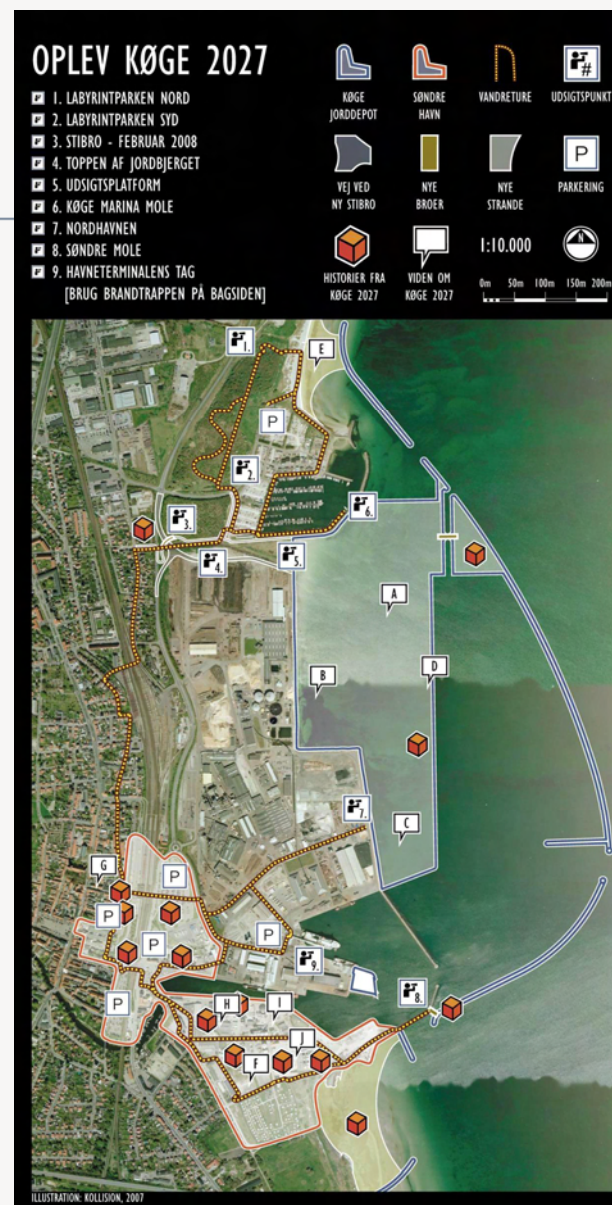 OPLEV KØGE 2027
1. LABYRINTPARKEN NORD
2. LABYRINTPARKEN SYD
3. STIBRO - FEBRUAR 2008
4. TOPPEN AF JORDBJERGET
5. UDSIGTSPLATFORM
6. KØGE MARINA MOLE
7. NORDHAVNEN
8. SØNDRE MOLE
9. HAVNETERMINALENS TAG
[BRUG BRANDTRAPPEN PÅ BAGSIDEN]
KØGE
JORDDEPOT
SØNDRE
HAVN
VANDRETURE
#
UDSIGTSPUNKT
VEJ VED
NY STIBRO
NYE
BROER
NYE
STRANDE
P
PARKERING
HISTORIER FRA
KØGE 2027
VIDEN OM
KØGE 2027
1:10.000
N
0m 50m 100m 150m 200m
1.
E
P
2.
3.
6.
4.
5.
A
D
B
7.
C
G
P
P
P
P
9.
P
8.
H
I
J
F
ILLUSTRATION: KOLLISION, 2007